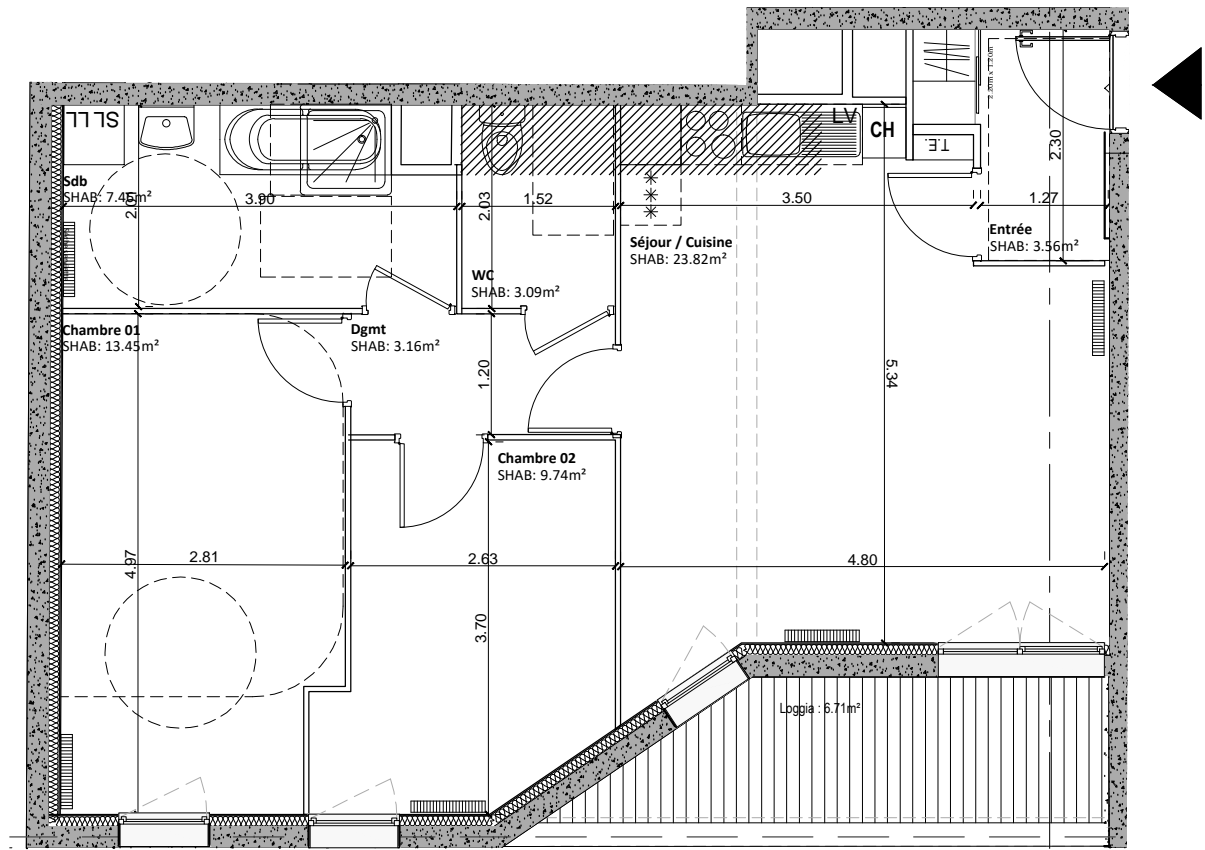 SL LL
LV
CH
T.E.
2.30
Sdb
SHAB: 7.45m²
3.90
2.03
1.52
3.50
1.27
Entrée
SHAB: 3.56m²
Séjour / Cuisine
SHAB: 23.82m²
WC
SHAB: 3.09m²
Chambre 01
SHAB: 13.45m²
Dgmt
SHAB: 3.16m²
1.20
5.34
Chambre 02
SHAB: 9.74m²
4.97
2.81
2.63
4.80
3.70
Loggia : 6.71m²